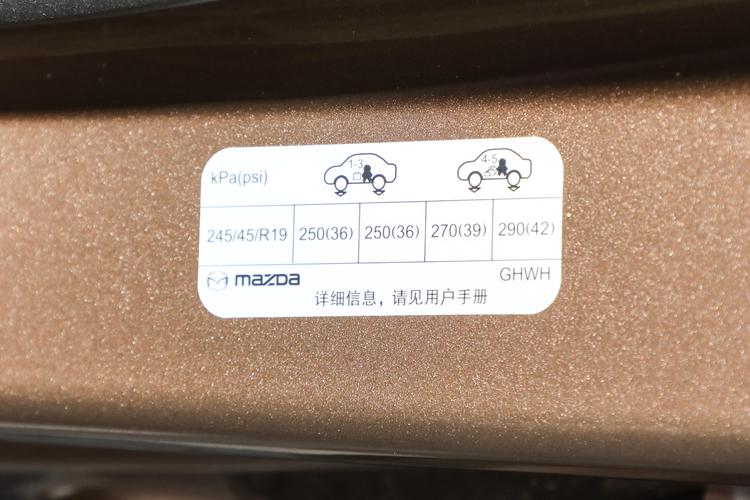 kPa(psi) 1-3 4-5
245/45/R19 250(36) 250(36) 270(39) 290(42)
mazda GHWH
详细信息，请见用户手册